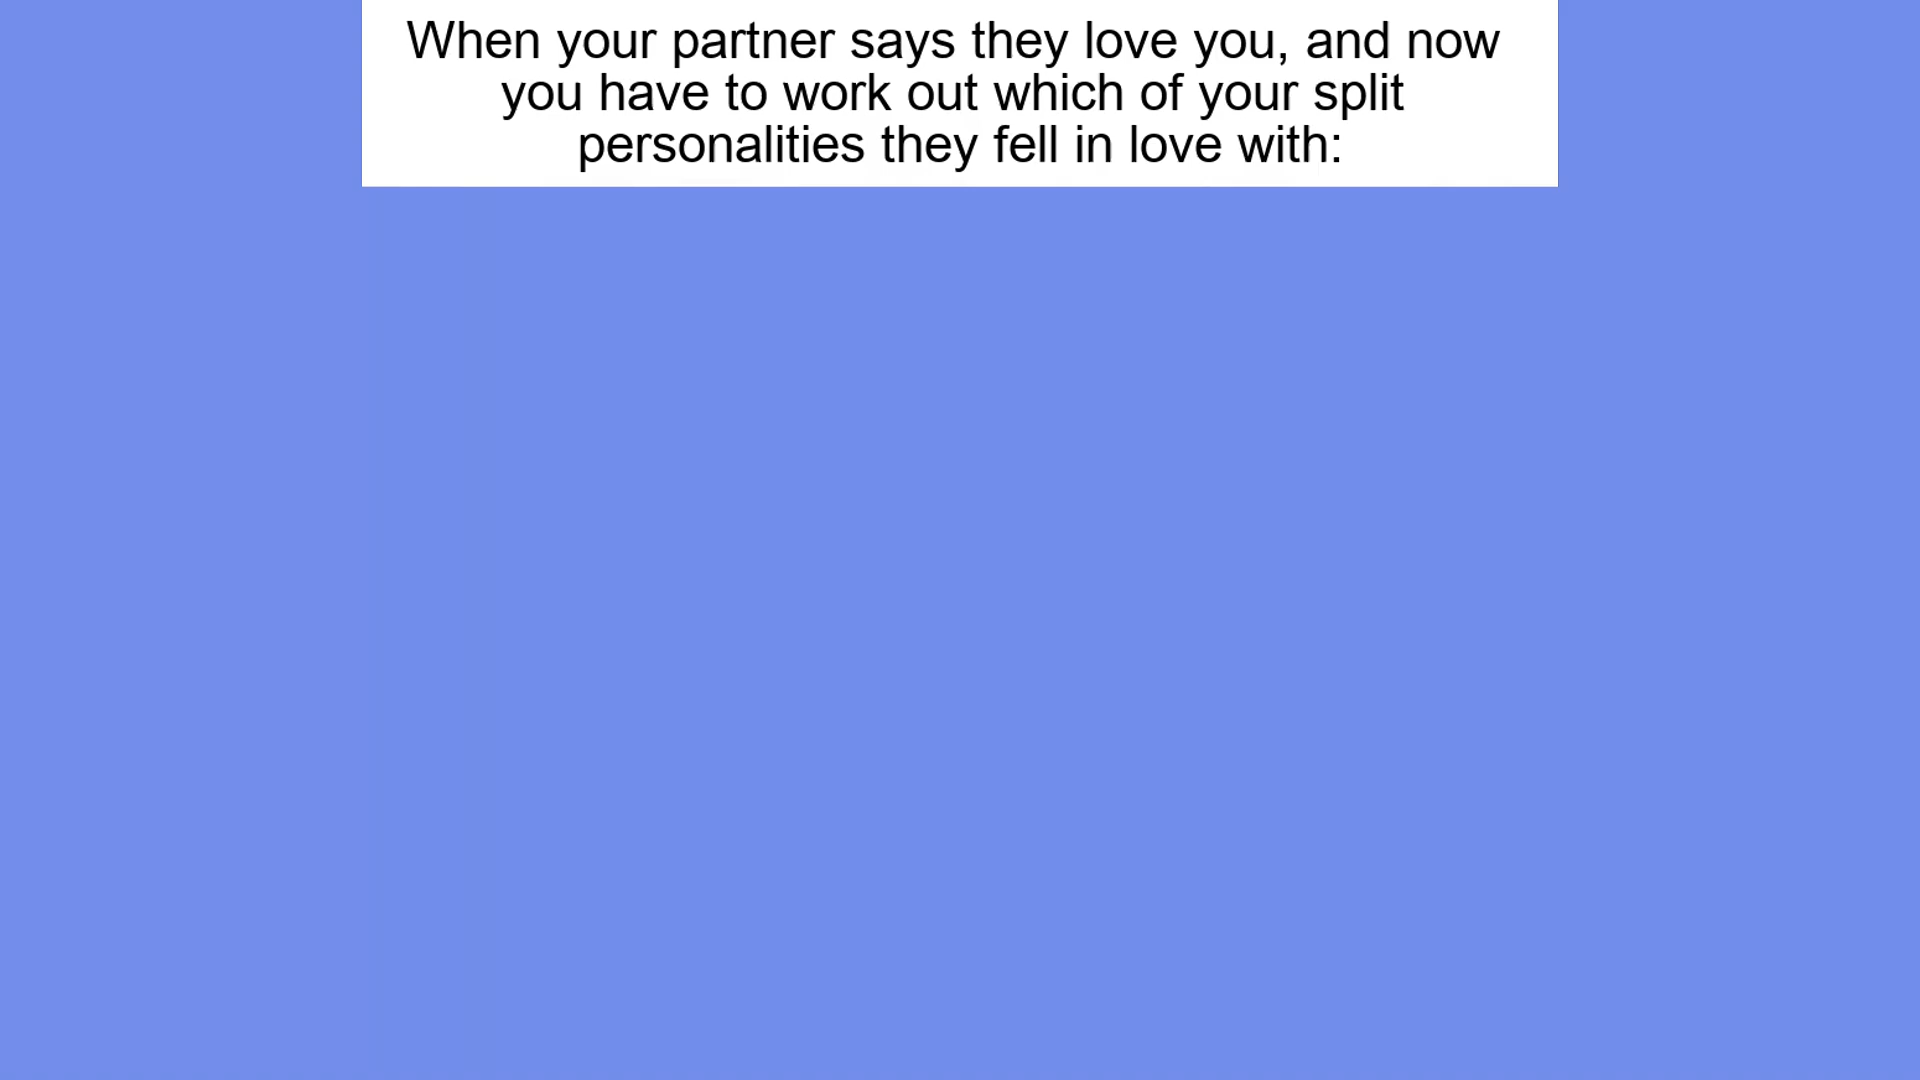 When your partner says they love you, and now
you have to work out which of your split
personalities they fell in love with: